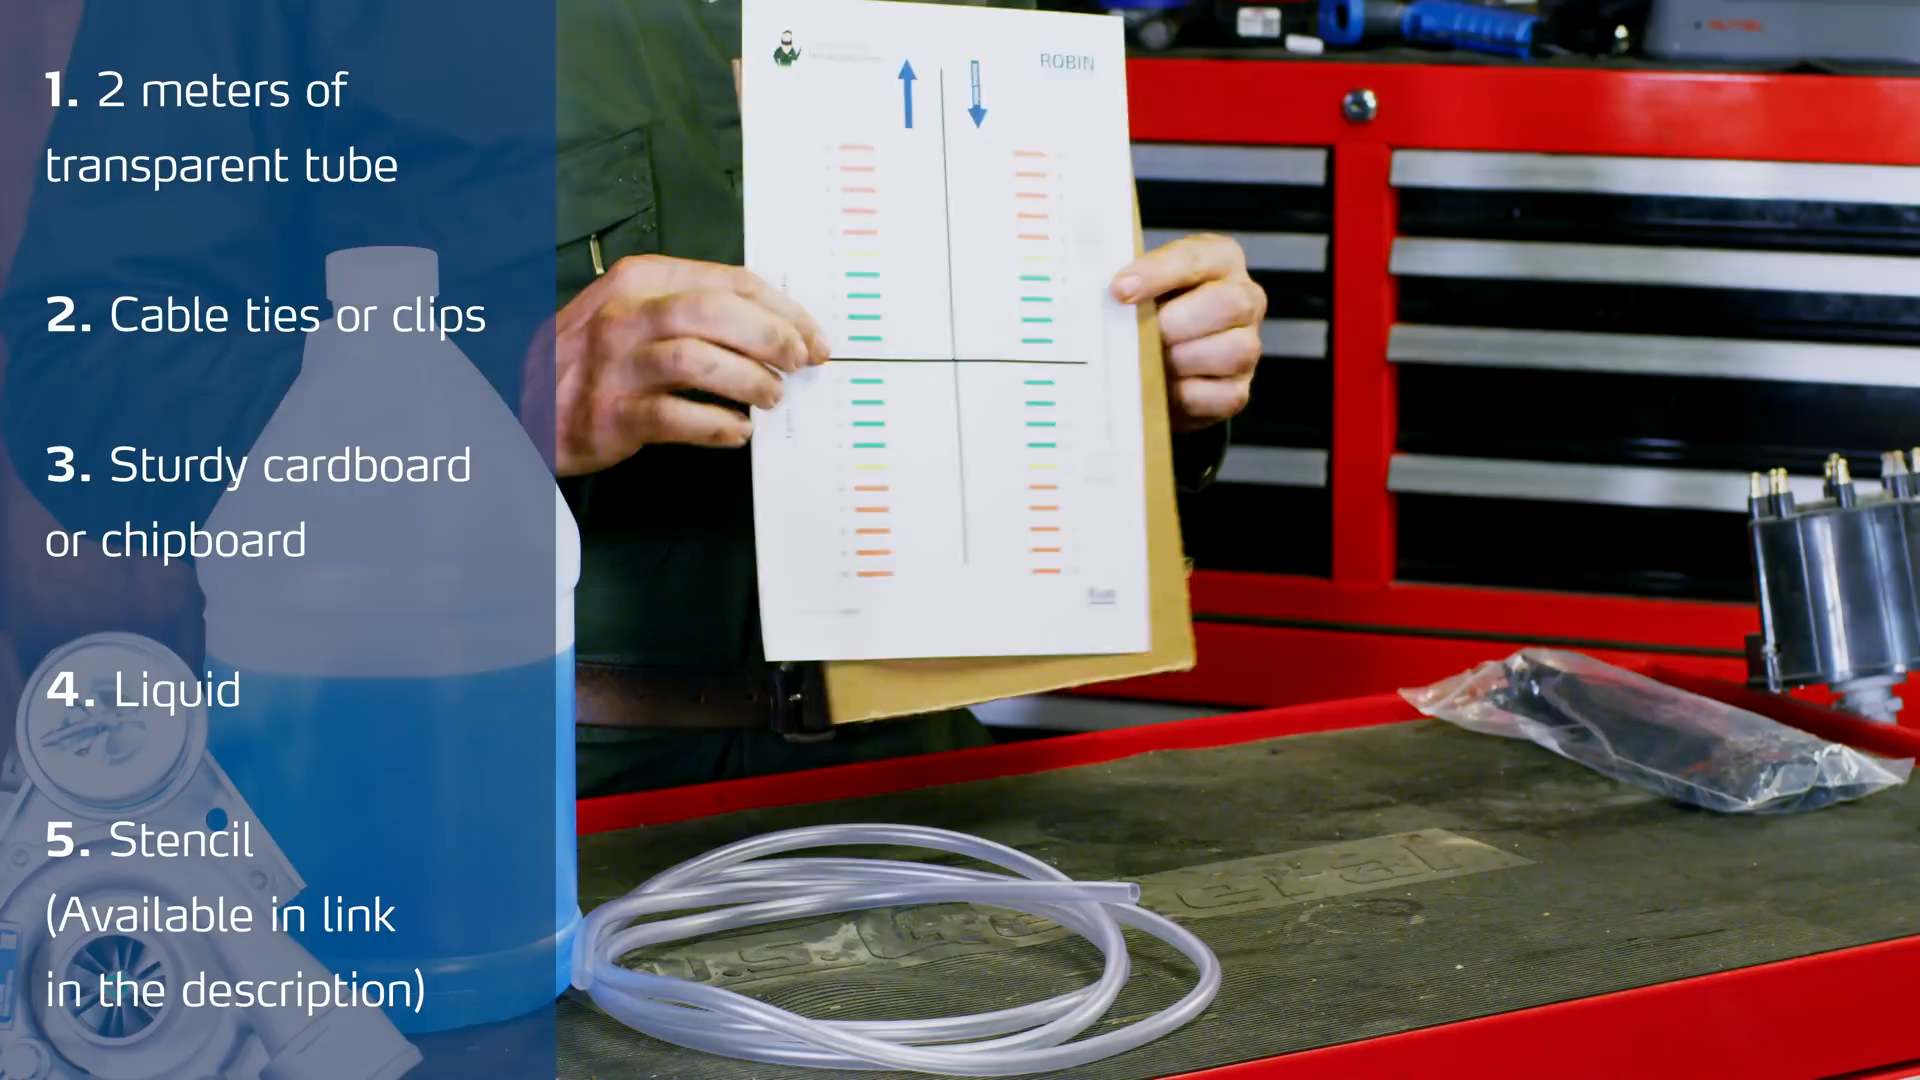 1. 2 meters of
transparent tube
2. Cable ties or clips
3. Sturdy cardboard
or chipboard
4. Liquid
5. Stencil
(Available in link
in the description)
ROBIN
U.S.General